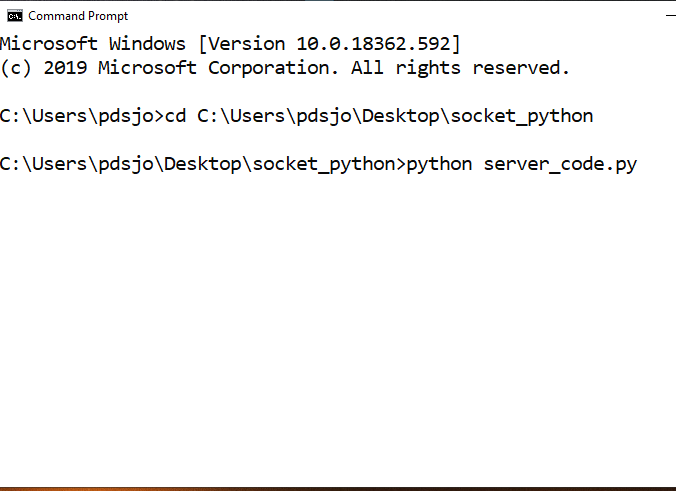 Command Prompt
Microsoft Windows [Version 10.0.18362.592]
(c) 2019 Microsoft Corporation. All rights reserved.
C:\Users\pdsjo>cd C:\Users\pdsjo\Desktop\socket_python
C:\Users\pdsjo\Desktop\socket_python>python server_code.py